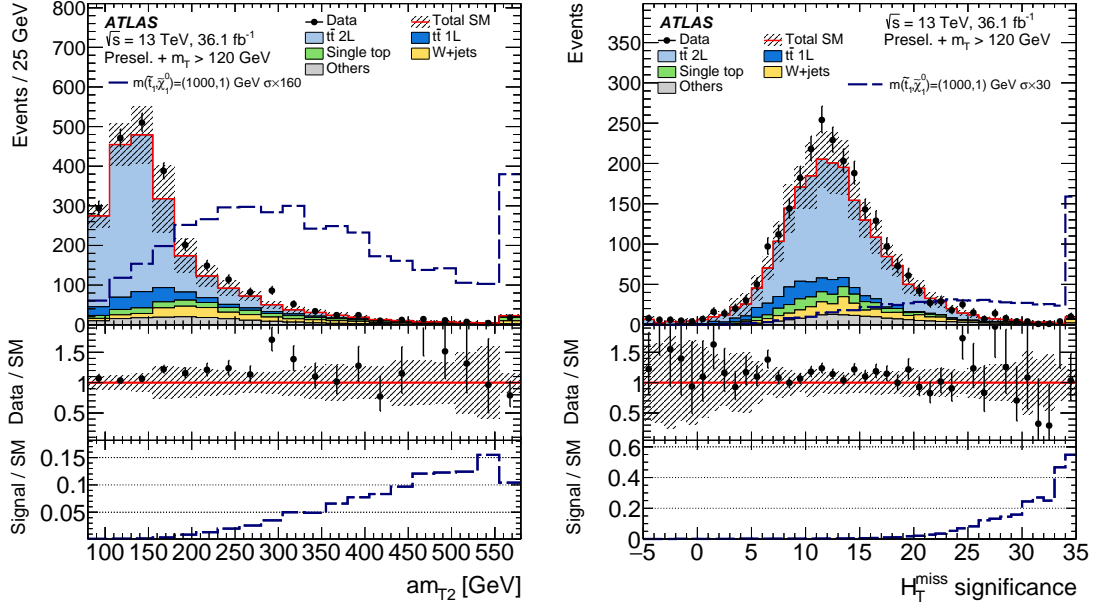 ATLAS
√s = 13 TeV, 36.1 fb⁻¹
Presel. + m_T > 120 GeV
Data
Total SM
tt̄ 2L
tt̄ 1L
Single top
W+jets
Others
m(t̃₁,χ̃₁⁰)=(1000,1) GeV σ×160
Events / 25 GeV
800
700
600
500
400
300
200
100
0
Data / SM
1.5
1
0.5
Signal / SM
0.15
0.10
0.05
100 150 200 250 300 350 400 450 500 550
am_T2 [GeV]
ATLAS
√s = 13 TeV, 36.1 fb⁻¹
Presel. + m_T > 120 GeV
Data
Total SM
tt̄ 2L
tt̄ 1L
Single top
W+jets
Others
m(t̃₁,χ̃₁⁰)=(1000,1) GeV σ×30
Events
350
300
250
200
150
100
50
0
Data / SM
1.5
1
0.5
Signal / SM
0.6
0.4
0.2
0
−5 0 5 10 15 20 25 30 35
H_T^miss significance